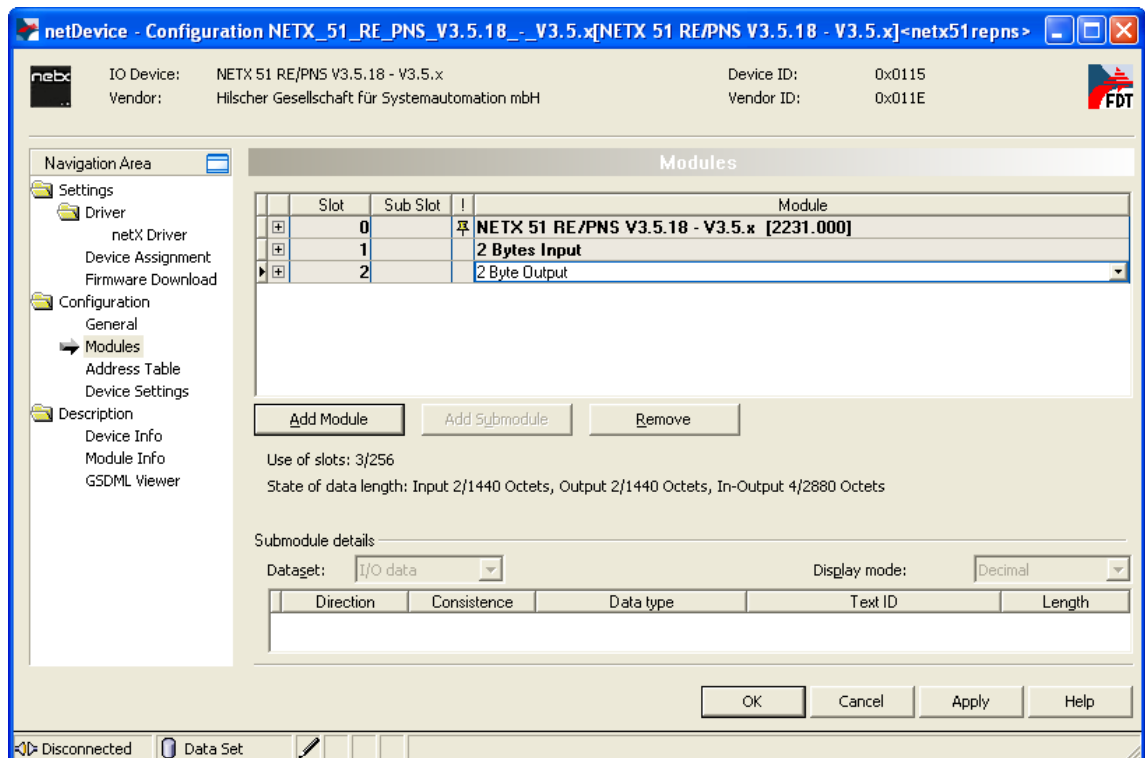 netDevice - Configuration NETX_51_RE_PNS_V3.5.18_-_V3.5.x[NETX 51 RE/PNS V3.5.18 - V3.5.x]<netx51repns>
netX
IO Device: NETX 51 RE/PNS V3.5.18 - V3.5.x Device ID: 0x0115
Vendor: Hilscher Gesellschaft für Systemautomation mbH Vendor ID: 0x011E
FDT
Navigation Area
Settings
Driver
netX Driver
Device Assignment
Firmware Download
Configuration
General
Modules
Address Table
Device Settings
Description
Device Info
Module Info
GSDML Viewer
Modules
Slot Sub Slot ! Module
0 NETX 51 RE/PNS V3.5.18 - V3.5.x [2231.000]
1 2 Bytes Input
2 2 Byte Output
Add Module Add Submodule Remove
Use of slots: 3/256
State of data length: Input 2/1440 Octets, Output 2/1440 Octets, In-Output 4/2880 Octets
Submodule details
Dataset: I/O data Display mode: Decimal
Direction Consistence Data type Text ID Length
OK Cancel Apply Help
Disconnected Data Set